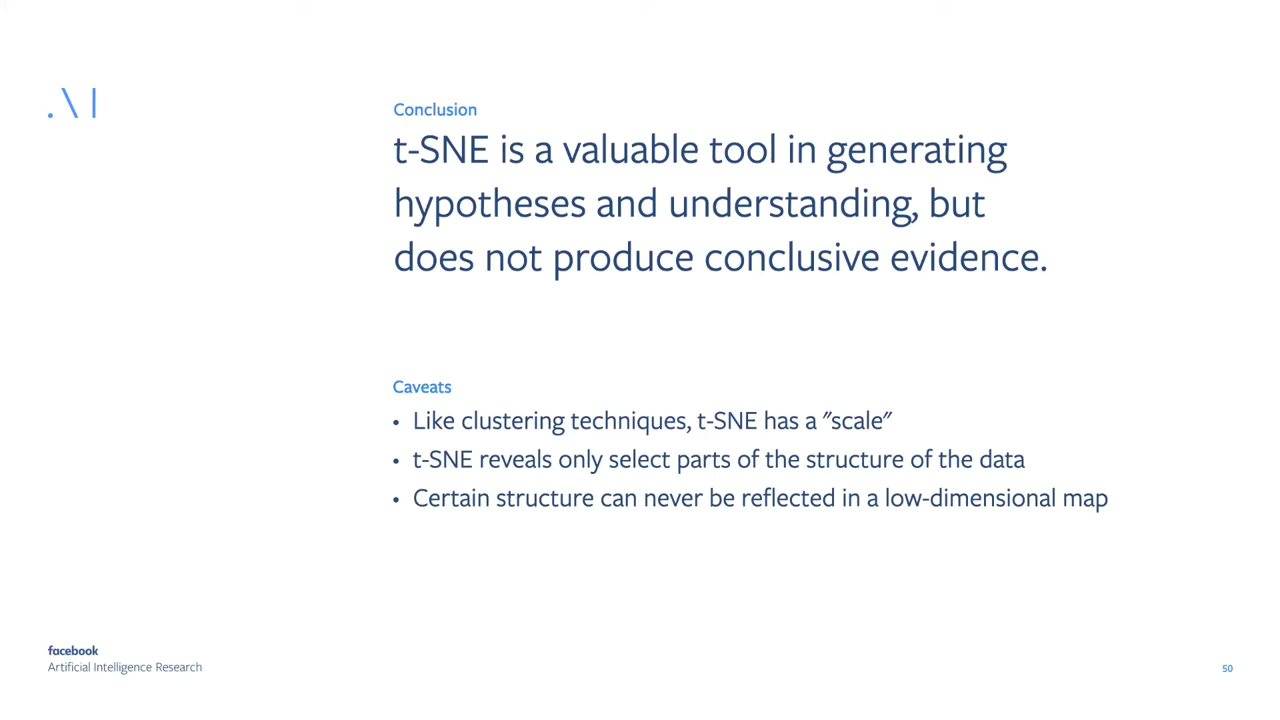 .\|
Conclusion
t-SNE is a valuable tool in generating
hypotheses and understanding, but
does not produce conclusive evidence.
Caveats
• Like clustering techniques, t-SNE has a "scale"
• t-SNE reveals only select parts of the structure of the data
• Certain structure can never be reflected in a low-dimensional map
facebook
Artificial Intelligence Research
50